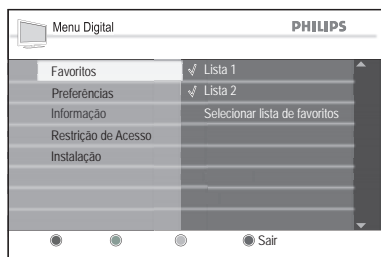 Menu Digital
PHILIPS
Favoritos
Lista 1
Preferências
Lista 2
Informação
Selecionar lista de favoritos
Restrição de Acesso
Instalação
Sair